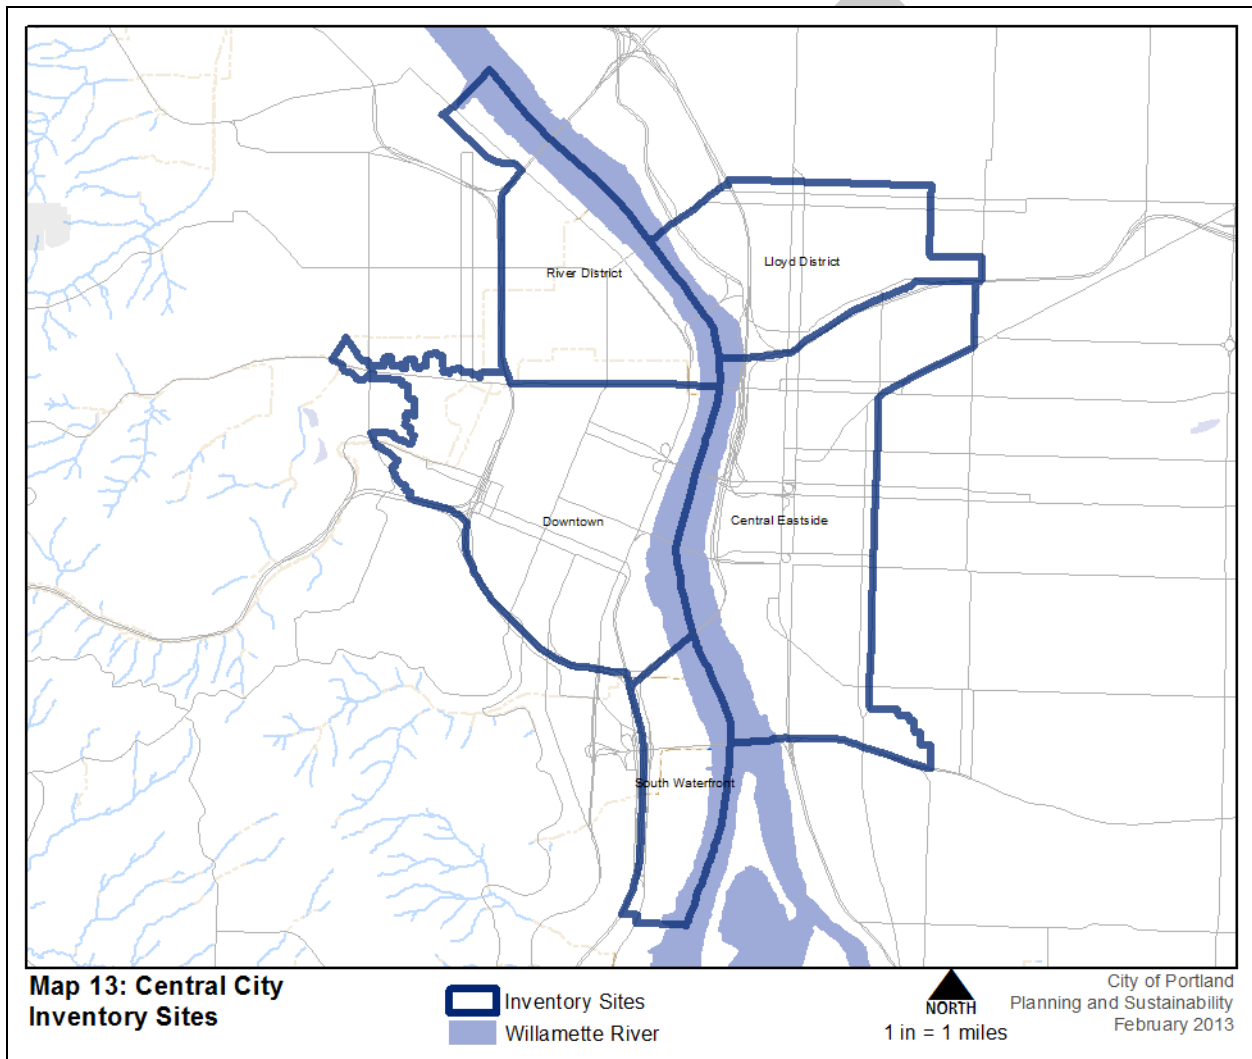 River District
Lloyd District
Downtown
Central Eastside
South Waterfront
Map 13: Central City
Inventory Sites
Inventory Sites
Willamette River
NORTH
1 in = 1 miles
City of Portland
Planning and Sustainability
February 2013